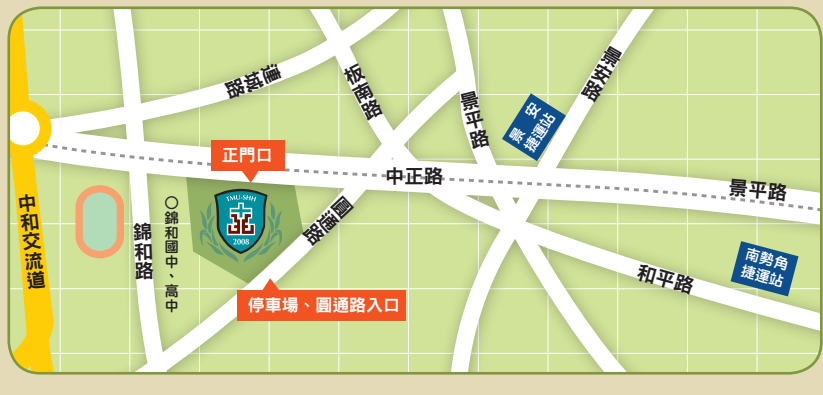 連城路
板南路
景安路
景平路
景安
捷運站
正門口
中正路
景平路
中和交流道
錦和路
〇錦和國中、高中
TMU-SHH
2008
圓通路
南勢角
捷運站
和平路
停車場、圓通路入口